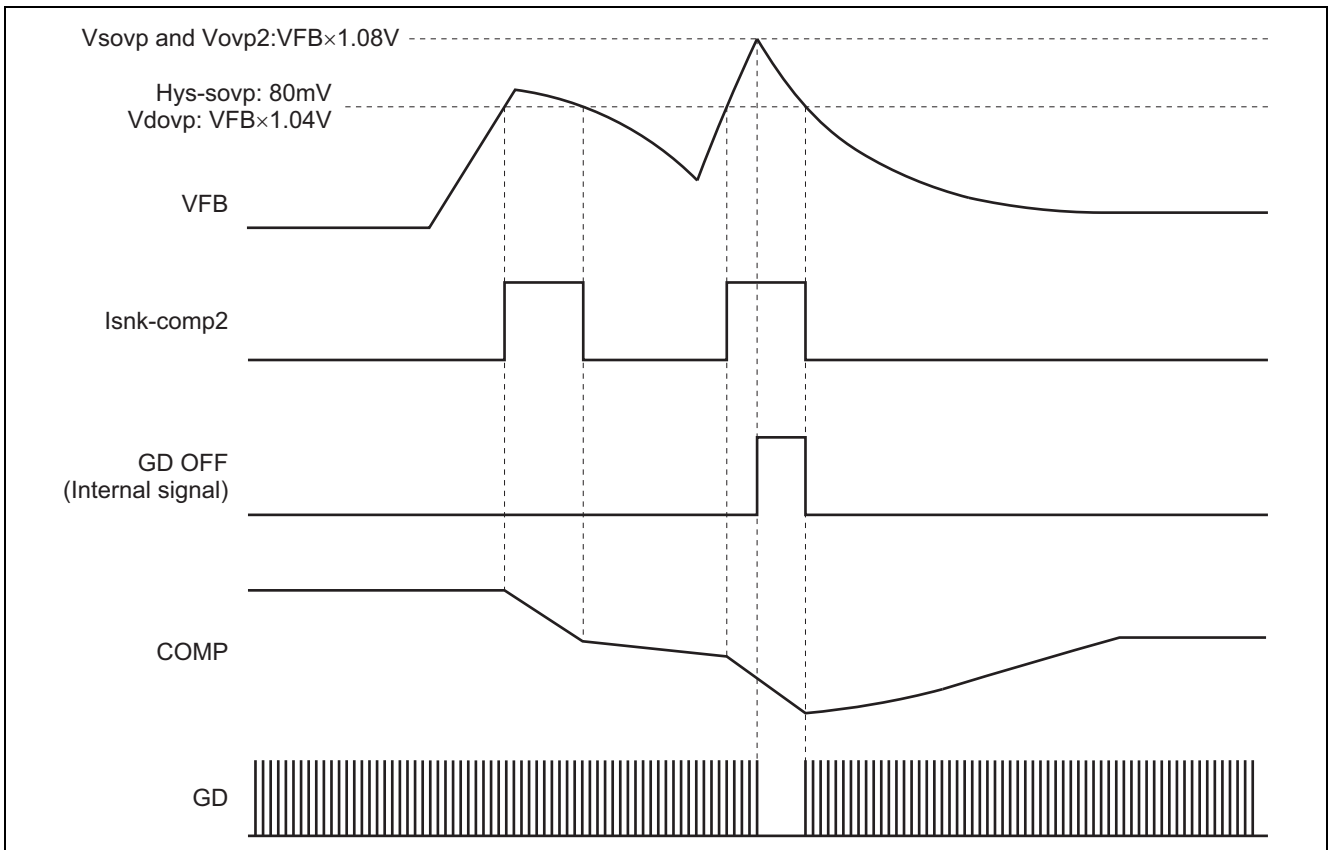 Vsovp and Vovp2:VFB×1.08V
Hys-sovp: 80mV
Vdovp: VFB×1.04V
VFB
Isnk-comp2
GD OFF
(Internal signal)
COMP
GD